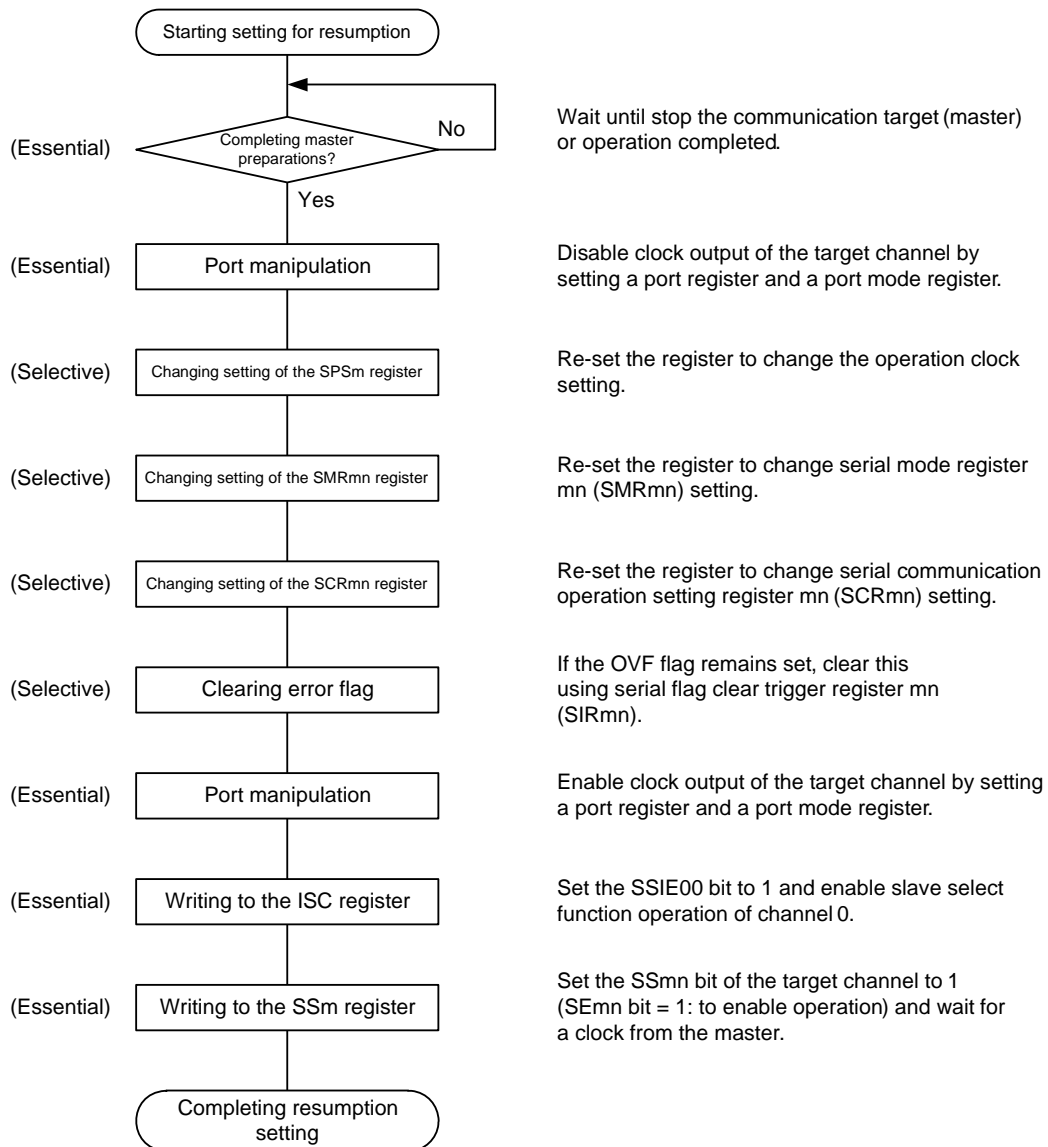 Starting setting for resumption
(Essential)
Completing master
preparations?
No
Wait until stop the communication target (master)
or operation completed.
Yes
(Essential)
Port manipulation
Disable clock output of the target channel by
setting a port register and a port mode register.
(Selective)
Changing setting of the SPSm register
Re-set the register to change the operation clock
setting.
(Selective)
Changing setting of the SMRmn register
Re-set the register to change serial mode register
mn (SMRmn) setting.
(Selective)
Changing setting of the SCRmn register
Re-set the register to change serial communication
operation setting register mn (SCRmn) setting.
(Selective)
Clearing error flag
If the OVF flag remains set, clear this
using serial flag clear trigger register mn
(SIRmn).
(Essential)
Port manipulation
Enable clock output of the target channel by setting
a port register and a port mode register.
(Essential)
Writing to the ISC register
Set the SSIE00 bit to 1 and enable slave select
function operation of channel 0.
(Essential)
Writing to the SSm register
Set the SSmn bit of the target channel to 1
(SEmn bit = 1: to enable operation) and wait for
a clock from the master.
Completing resumption
setting